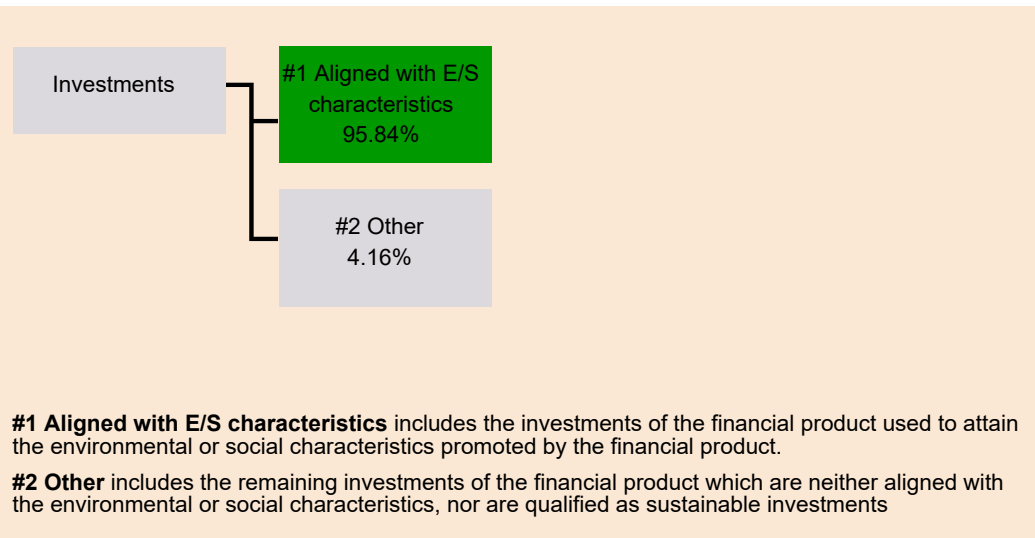 Investments
#1 Aligned with E/S
characteristics
95.84%
#2 Other
4.16%
#1 Aligned with E/S characteristics includes the investments of the financial product used to attain
the environmental or social characteristics promoted by the financial product.
#2 Other includes the remaining investments of the financial product which are neither aligned with
the environmental or social characteristics, nor are qualified as sustainable investments